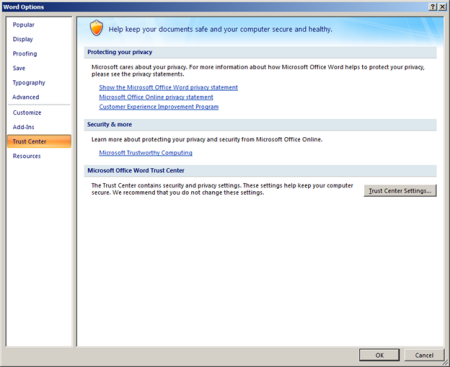 Word Options
Popular
Display
Proofing
Save
Typography
Advanced
Customize
Add-Ins
Trust Center
Resources
Help keep your documents safe and your computer secure and healthy.
Protecting your privacy
Microsoft cares about your privacy. For more information about how Microsoft Office Word helps to protect your privacy,
please see the privacy statements.
Show the Microsoft Office Word privacy statement
Microsoft Office Online privacy statement
Customer Experience Improvement Program
Security & more
Learn more about protecting your privacy and security from Microsoft Office Online.
Microsoft Trustworthy Computing
Microsoft Office Word Trust Center
The Trust Center contains security and privacy settings. These settings help keep your computer
secure. We recommend that you do not change these settings.
Trust Center Settings...
OK
Cancel